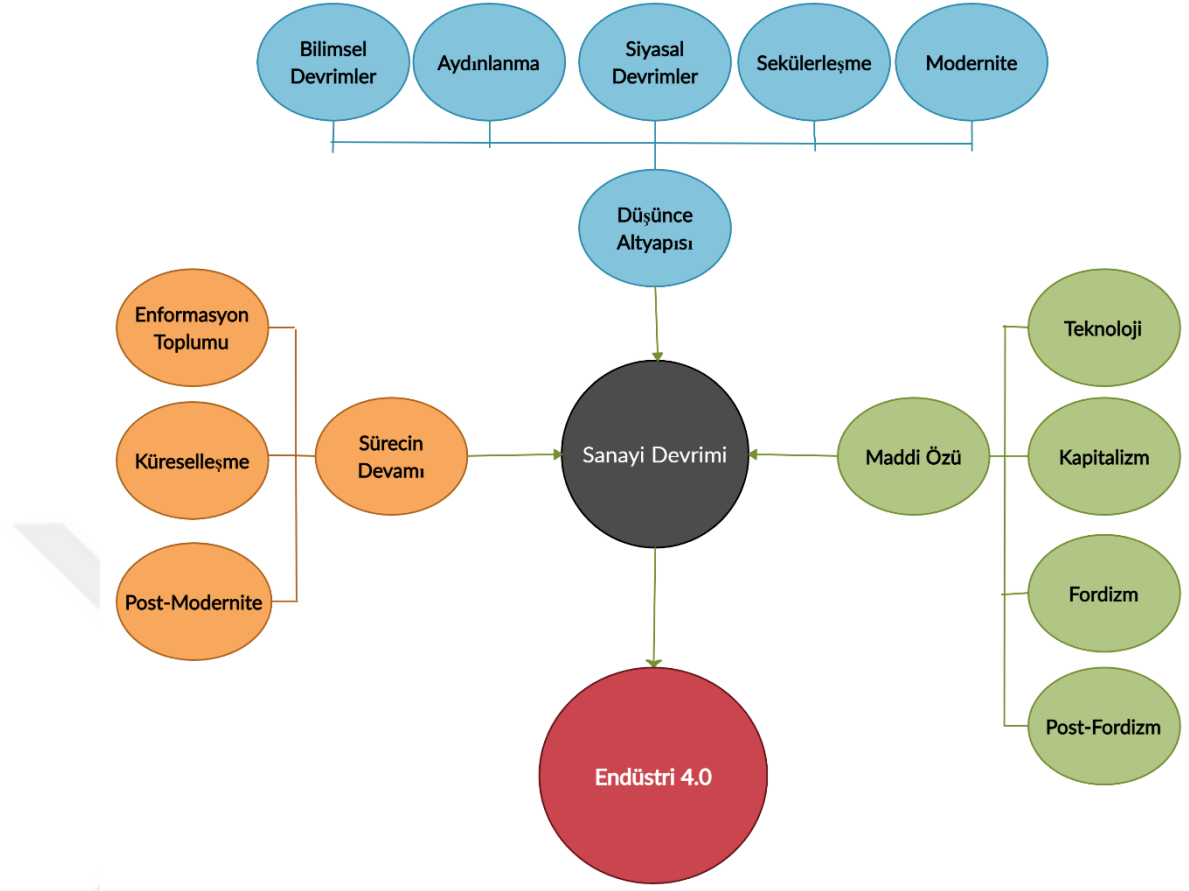 Bilimsel
Devrimler
Aydınlanma
Siyasal
Devrimler
Sekülerleşme
Modernite
Düşünce
Altyapısı
Enformasyon
Toplumu
Küreselleşme
Post-Modernite
Sürecin
Devamı
Sanayi Devrimi
Maddi Özü
Teknoloji
Kapitalizm
Fordizm
Post-Fordizm
Endüstri 4.0